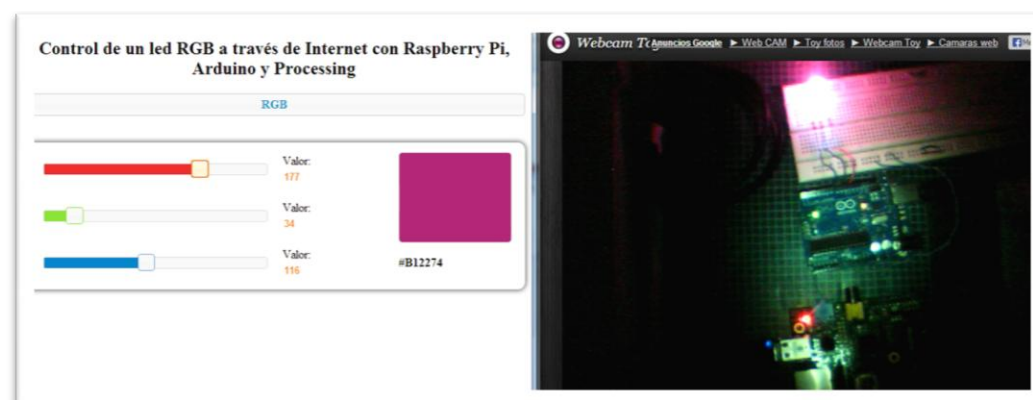 Control de un led RGB a través de Internet con Raspberry Pi,
Arduino y Processing
RGB
Valor:
177
Valor:
34
Valor:
116
#B12274
Webcam
Anuncios Google ► Web CAM ► Toy fotos ► Webcam Toy ► Camaras web